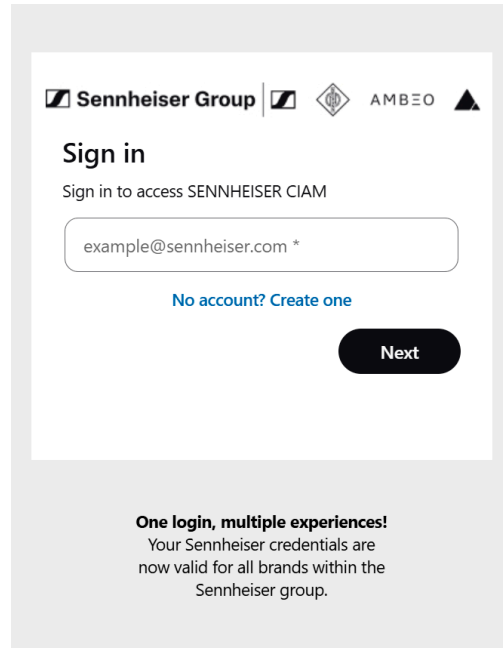 Sennheiser Group AMBEO
Sign in
Sign in to access SENNHEISER CIAM
example@sennheiser.com *
No account? Create one
Next
One login, multiple experiences!
Your Sennheiser credentials are
now valid for all brands within the
Sennheiser group.